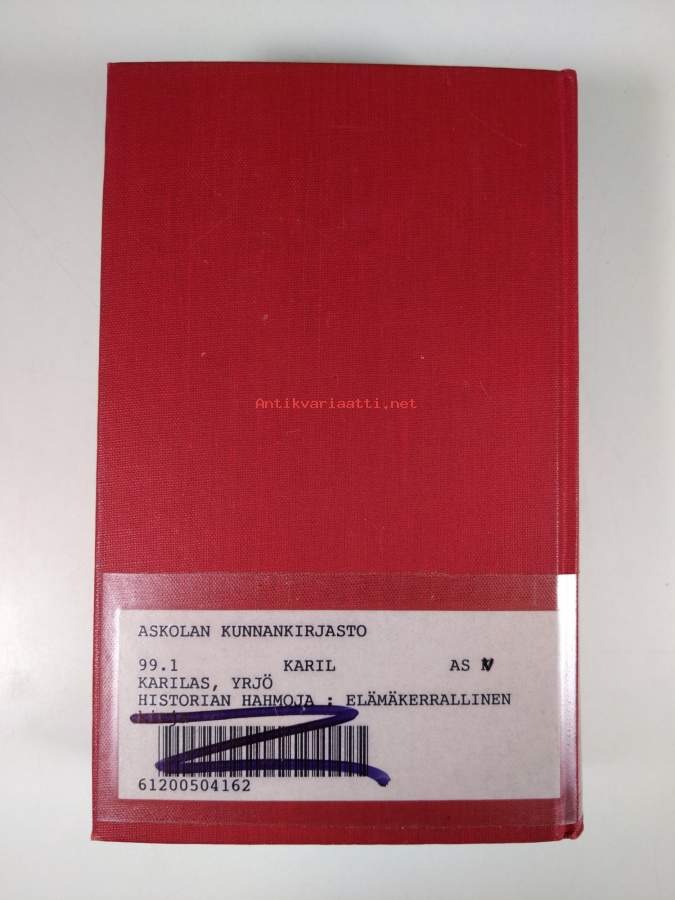 Antikvariaatti.net
ASKOLAN KUNNANKIRJASTO
99.1 KARIL AS
KARILAS, YRJÖ
HISTORIAN HAHMOJA : ELÄMÄKERRALLINEN
61200504162